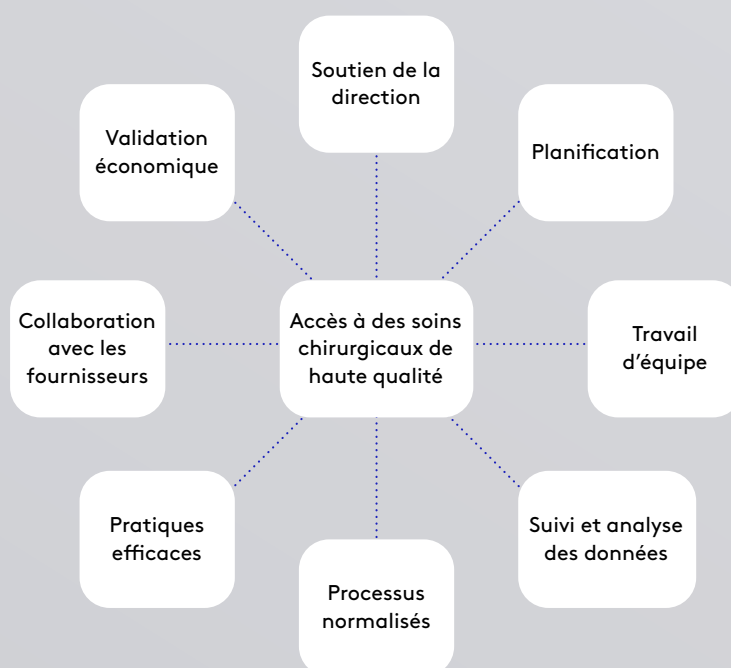 Soutien de la
direction
Planification
Travail
d’équipe
Suivi et analyse
des données
Processus
normalisés
Pratiques
efficaces
Collaboration
avec les
fournisseurs
Validation
économique
Accès à des soins
chirurgicaux de
haute qualité